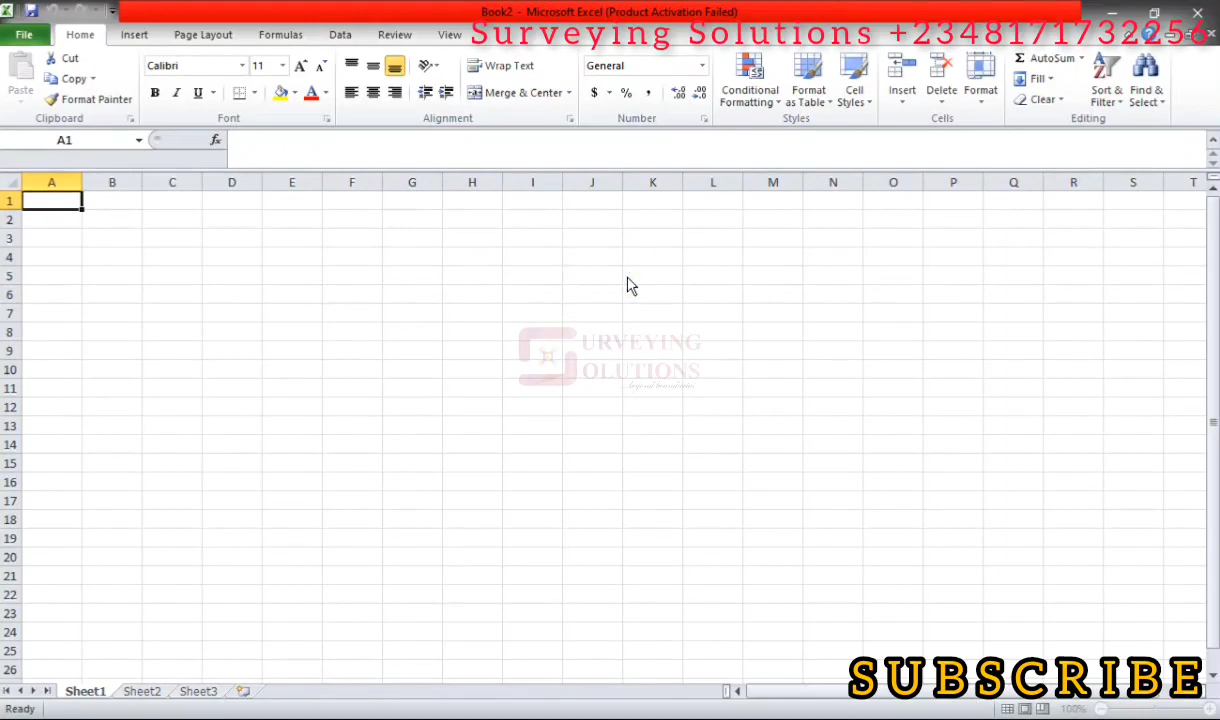 Book2 - Microsoft Excel (Product Activation Failed)
Surveying Solutions +2348171732256
File Home Insert Page Layout Formulas Data Review View
Cut
Copy
Format Painter
Paste
Clipboard
Calibri 11
B I U
Font
Wrap Text
Merge & Center
Alignment
General
$ % ,
Number
Conditional Formatting
Format as Table
Cell Styles
Styles
Insert Delete Format
Cells
Σ AutoSum
Fill
Clear
Sort & Filter
Find & Select
Editing
A1 fx
A B C D E F G H I J K L M N O P Q R S T
1
2
3
4
5
6
7
8
9
10
11
12
13
14
15
16
17
18
19
20
21
22
23
24
25
26
SURVEYING
SOLUTIONS
...beyond boundaries
SUBSCRIBE
Sheet1 Sheet2 Sheet3
Ready 100%